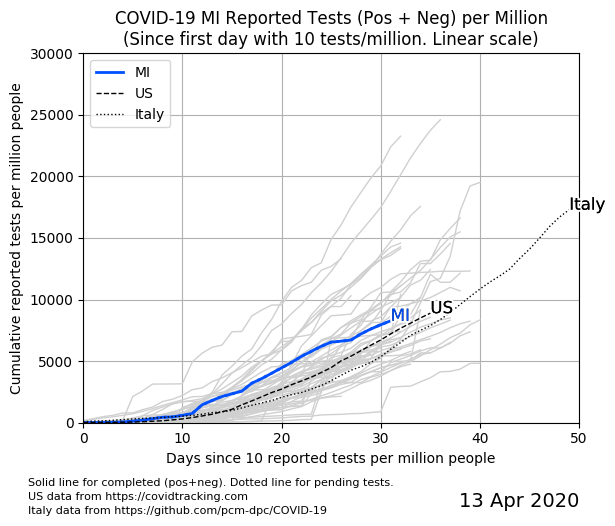 COVID-19 MI Reported Tests (Pos + Neg) per Million
(Since first day with 10 tests/million. Linear scale)
MI
US
Italy
Cumulative reported tests per million people
30000
25000
20000
15000
10000
5000
0
Italy
US
MI
0 10 20 30 40 50
Days since 10 reported tests per million people
Solid line for completed (pos+neg). Dotted line for pending tests.
US data from https://covidtracking.com
Italy data from https://github.com/pcm-dpc/COVID-19
13 Apr 2020